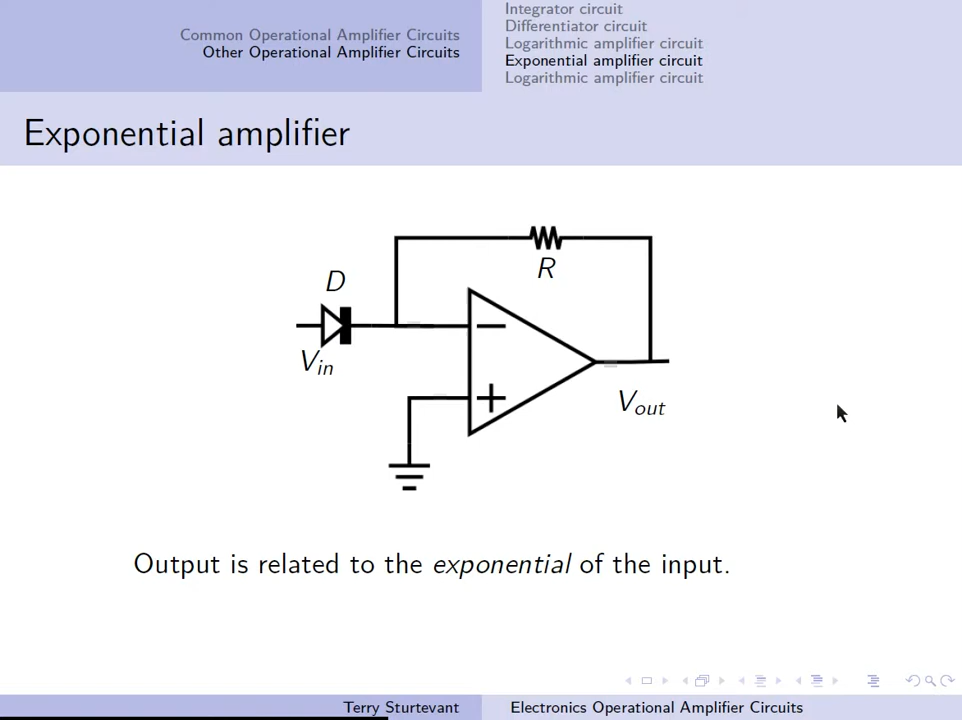 Common Operational Amplifier Circuits
Other Operational Amplifier Circuits
Integrator circuit
Differentiator circuit
Logarithmic amplifier circuit
Exponential amplifier circuit
Logarithmic amplifier circuit
Exponential amplifier
R
D
V_in
−
+
V_out
Output is related to the exponential of the input.
Terry Sturtevant
Electronics Operational Amplifier Circuits